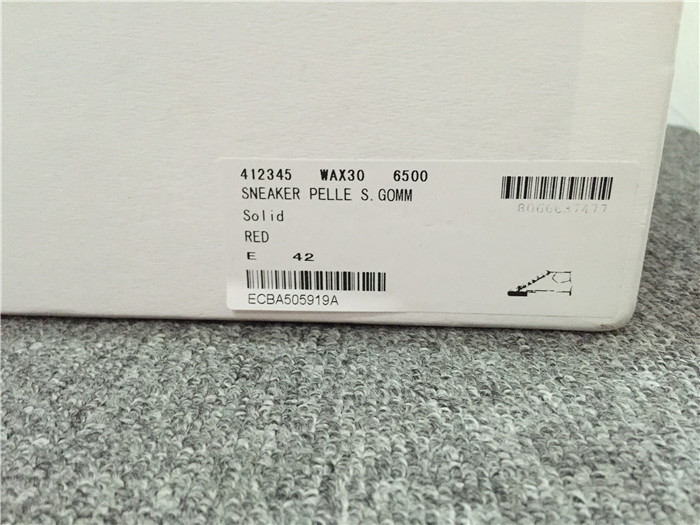 412345 WAX30 6500
SNEAKER PELLE S.GOMM
Solid
RED
E 42
ECBA505919A